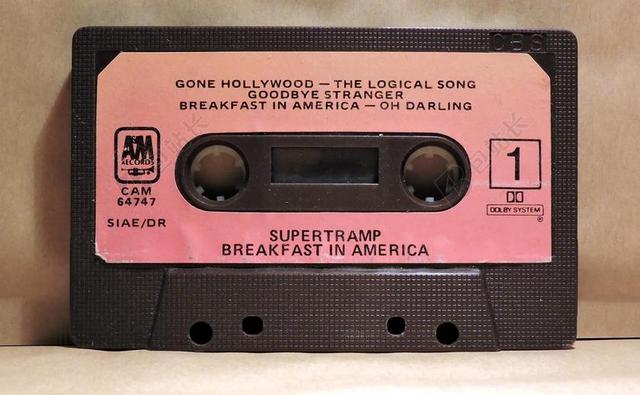 CBS
GONE HOLLYWOOD — THE LOGICAL SONG
GOODBYE STRANGER
BREAKFAST IN AMERICA — OH DARLING
A&M
RECORDS
CAM
64747
SIAE/DR
1
DOLBY SYSTEM
®
SUPERTRAMP
BREAKFAST IN AMERICA